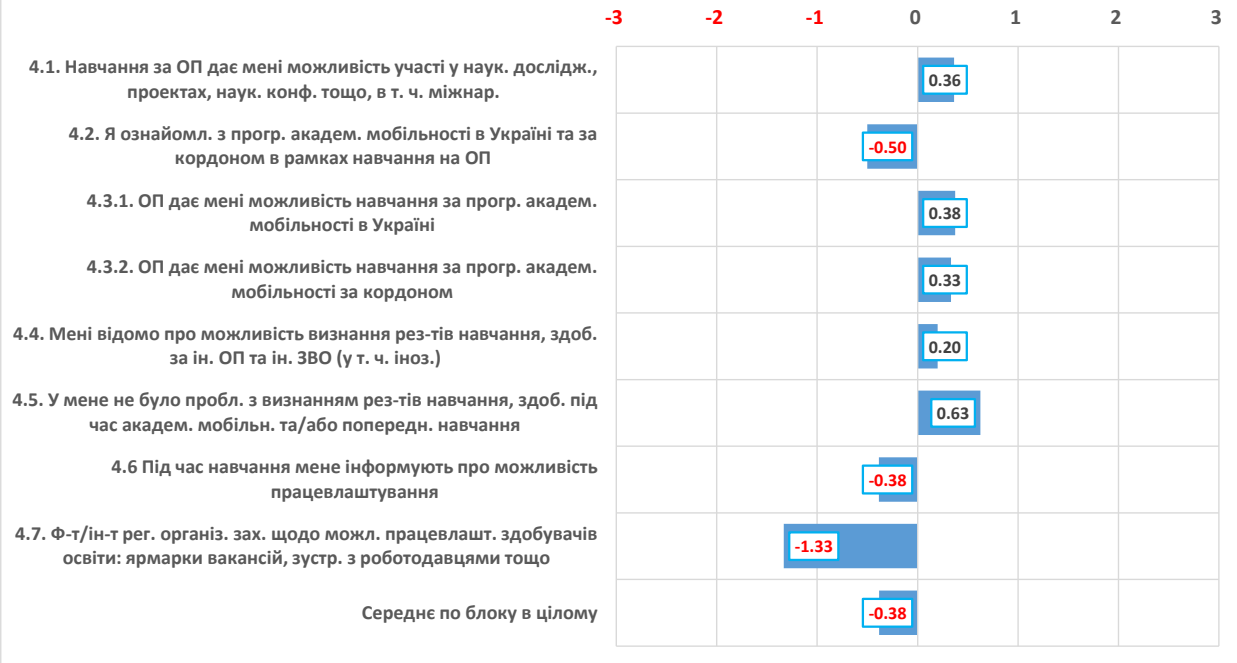 -3 -2 -1 0 1 2 3
4.1. Навчання за ОП дає мені можливість участі у наук. дослідж.,
проектах, наук. конф. тощо, в т. ч. міжнар.
0.36
4.2. Я ознайомл. з прогр. академ. мобільності в Україні та за
кордоном в рамках навчання на ОП
-0.50
4.3.1. ОП дає мені можливість навчання за прогр. академ.
мобільності в Україні
0.38
4.3.2. ОП дає мені можливість навчання за прогр. академ.
мобільності за кордоном
0.33
4.4. Мені відомо про можливість визнання рез-тів навчання, здоб.
за ін. ОП та ін. ЗВО (у т. ч. іноз.)
0.20
4.5. У мене не було пробл. з визнанням рез-тів навчання, здоб. під
час академ. мобільн. та/або попередн. навчання
0.63
4.6 Під час навчання мене інформують про можливість
працевлаштування
-0.38
4.7. Ф-т/ін-т рег. організ. зах. щодо можл. працевлашт. здобувачів
освіти: ярмарки вакансій, зустр. з роботодавцями тощо
-1.33
Середнє по блоку в цілому
-0.38